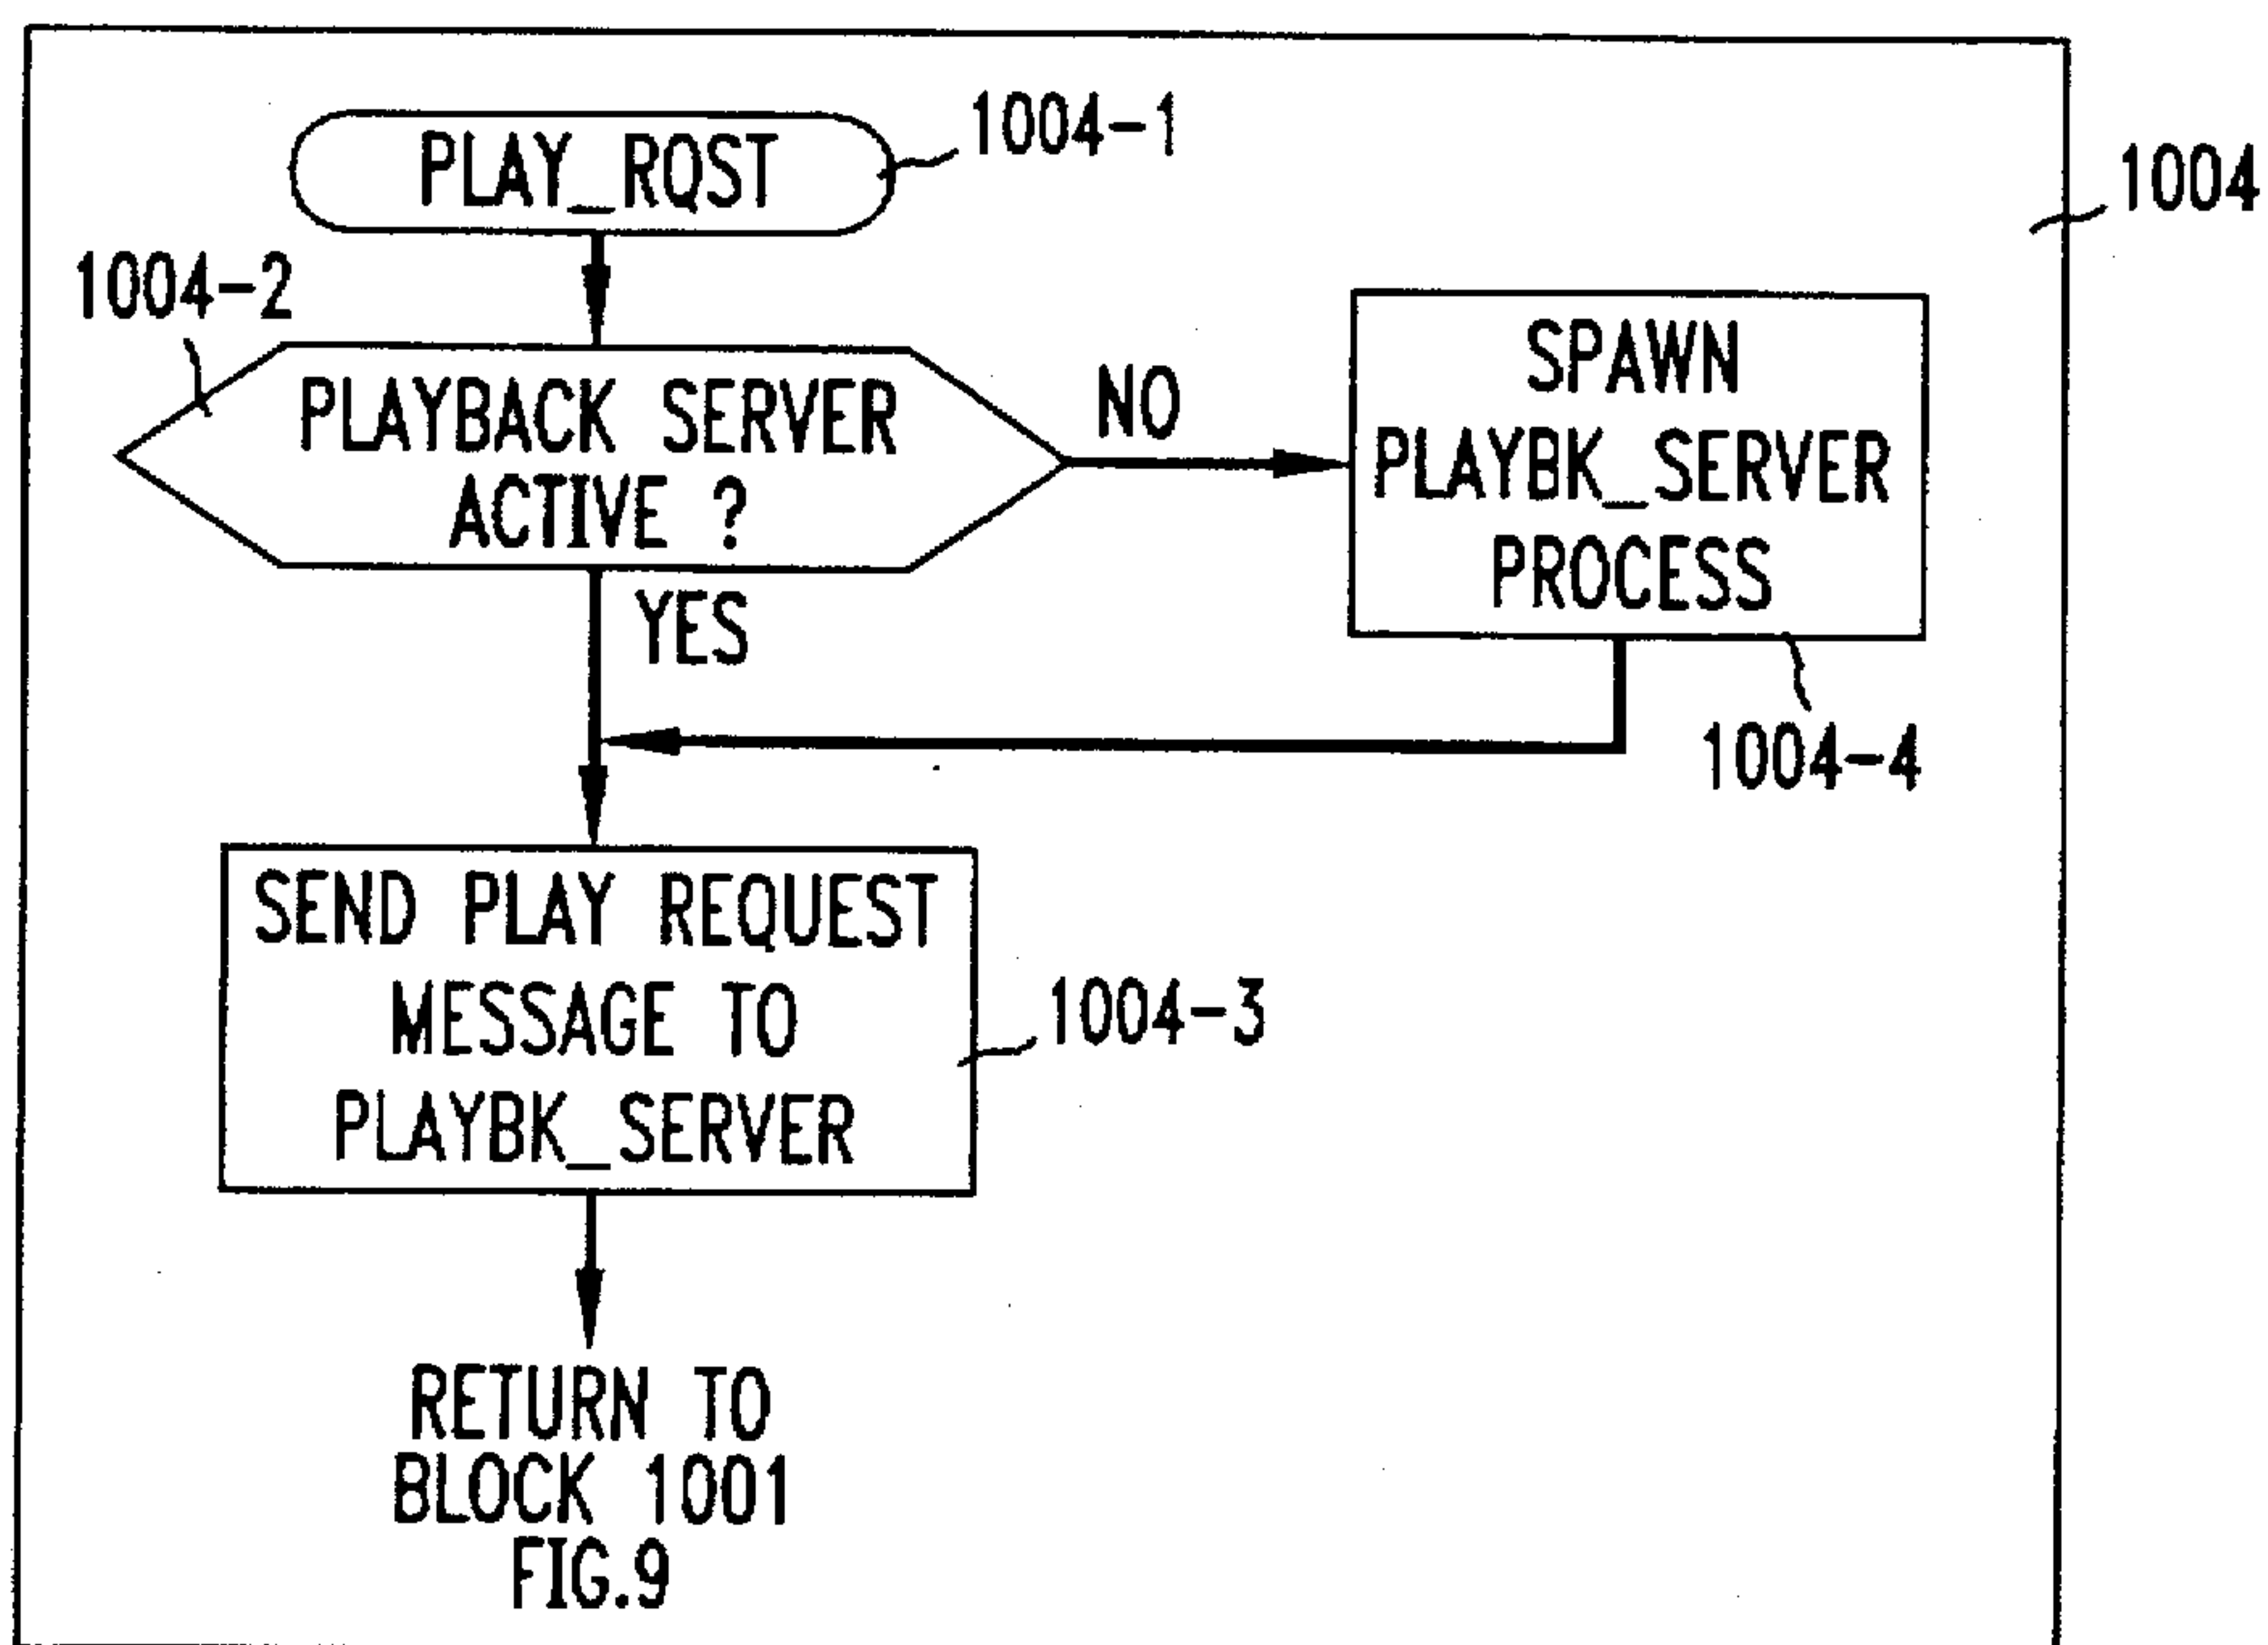 PLAY_RQST
1004-1
1004
1004-2
PLAYBACK SERVER
ACTIVE ?
NO
SPAWN
PLAYBK_SERVER
PROCESS
YES
1004-4
SEND PLAY REQUEST
MESSAGE TO
PLAYBK_SERVER
1004-3
RETURN TO
BLOCK 1001
FIG.9